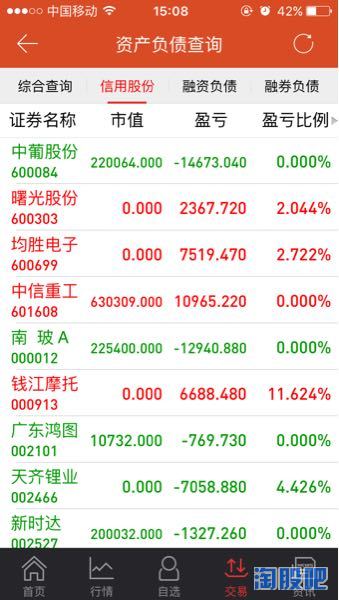 中国移动 15:08 42%
资产负债查询
综合查询 信用股份 融资负债 融券负债
证券名称 市值 盈亏 盈亏比例
中葡股份 220064.000 -14673.040 0.000%
600084
曙光股份 0.000 2367.720 2.044%
600303
均胜电子 0.000 7519.470 2.722%
600699
中信重工 630309.000 10965.220 0.000%
601608
南 玻A 225400.000 -12940.880 0.000%
000012
钱江摩托 0.000 6688.480 11.624%
000913
广东鸿图 10732.000 -769.730 0.000%
002101
天齐锂业 0.000 -7058.880 4.426%
002466
新时达 200032.000 -1327.260 0.000%
002527
首页 行情 自选 交易 资讯
淘股吧